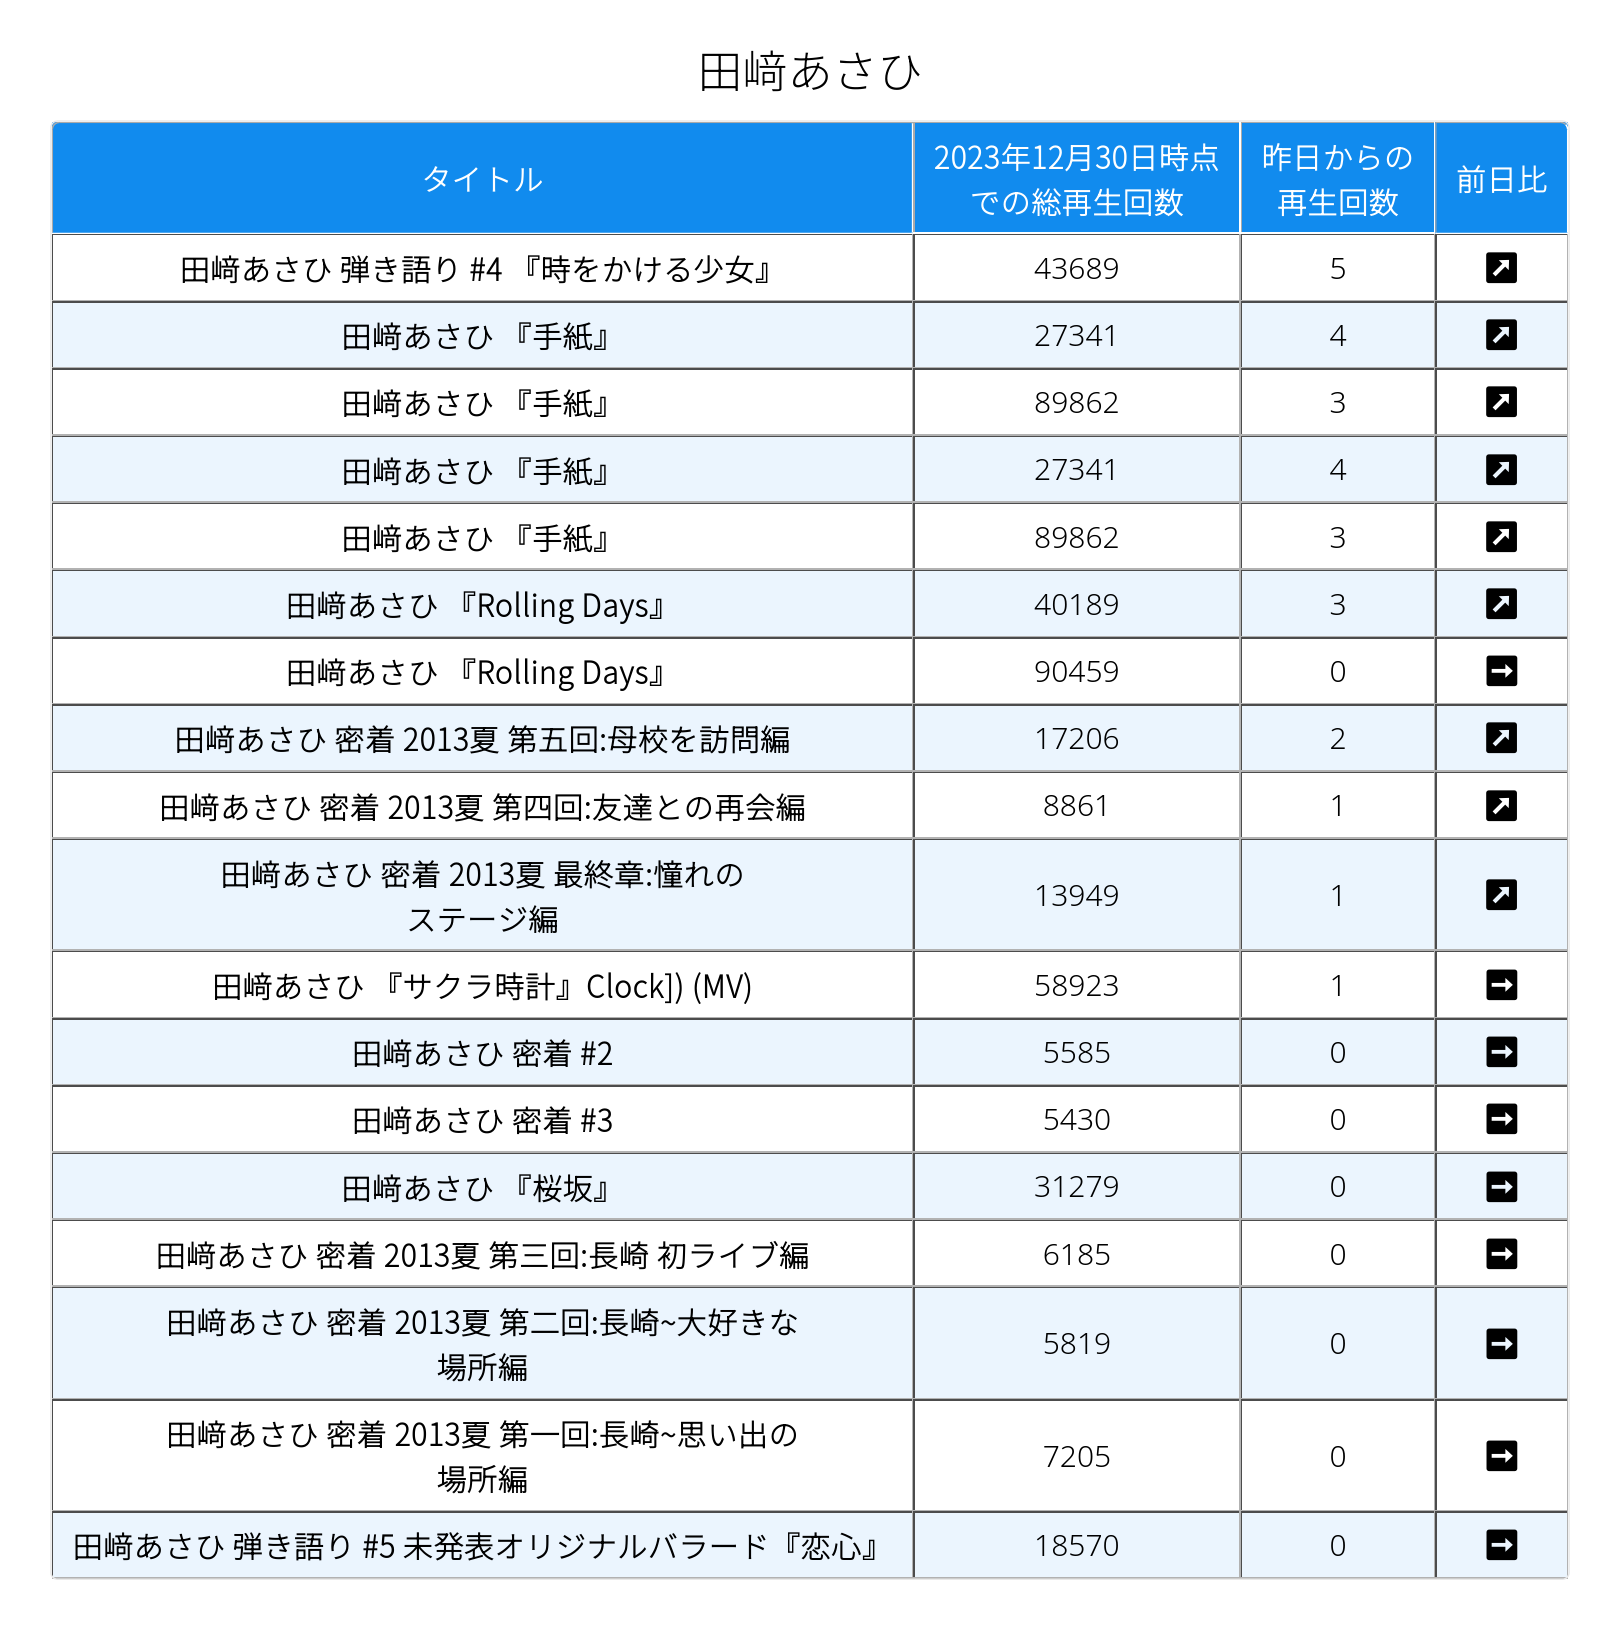 田﨑あさひ
タイトル 2023年12月30日時点 昨日からの 前日比
での総再生回数 再生回数
田﨑あさひ 弾き語り #4 『時をかける少女』 43689 5
田﨑あさひ 『手紙』 27341 4
田﨑あさひ 『手紙』 89862 3
田﨑あさひ 『手紙』 27341 4
田﨑あさひ 『手紙』 89862 3
田﨑あさひ 『Rolling Days』 40189 3
田﨑あさひ 『Rolling Days』 90459 0
田﨑あさひ 密着 2013夏 第五回:母校を訪問編 17206 2
田﨑あさひ 密着 2013夏 第四回:友達との再会編 8861 1
田﨑あさひ 密着 2013夏 最終章:憧れの
ステージ編 13949 1
田﨑あさひ 『サクラ時計』Clock]) (MV) 58923 1
田﨑あさひ 密着 #2 5585 0
田﨑あさひ 密着 #3 5430 0
田﨑あさひ 『桜坂』 31279 0
田﨑あさひ 密着 2013夏 第三回:長崎 初ライブ編 6185 0
田﨑あさひ 密着 2013夏 第二回:長崎~大好きな
場所編 5819 0
田﨑あさひ 密着 2013夏 第一回:長崎~思い出の
場所編 7205 0
田﨑あさひ 弾き語り #5 未発表オリジナルバラード『恋心』 18570 0